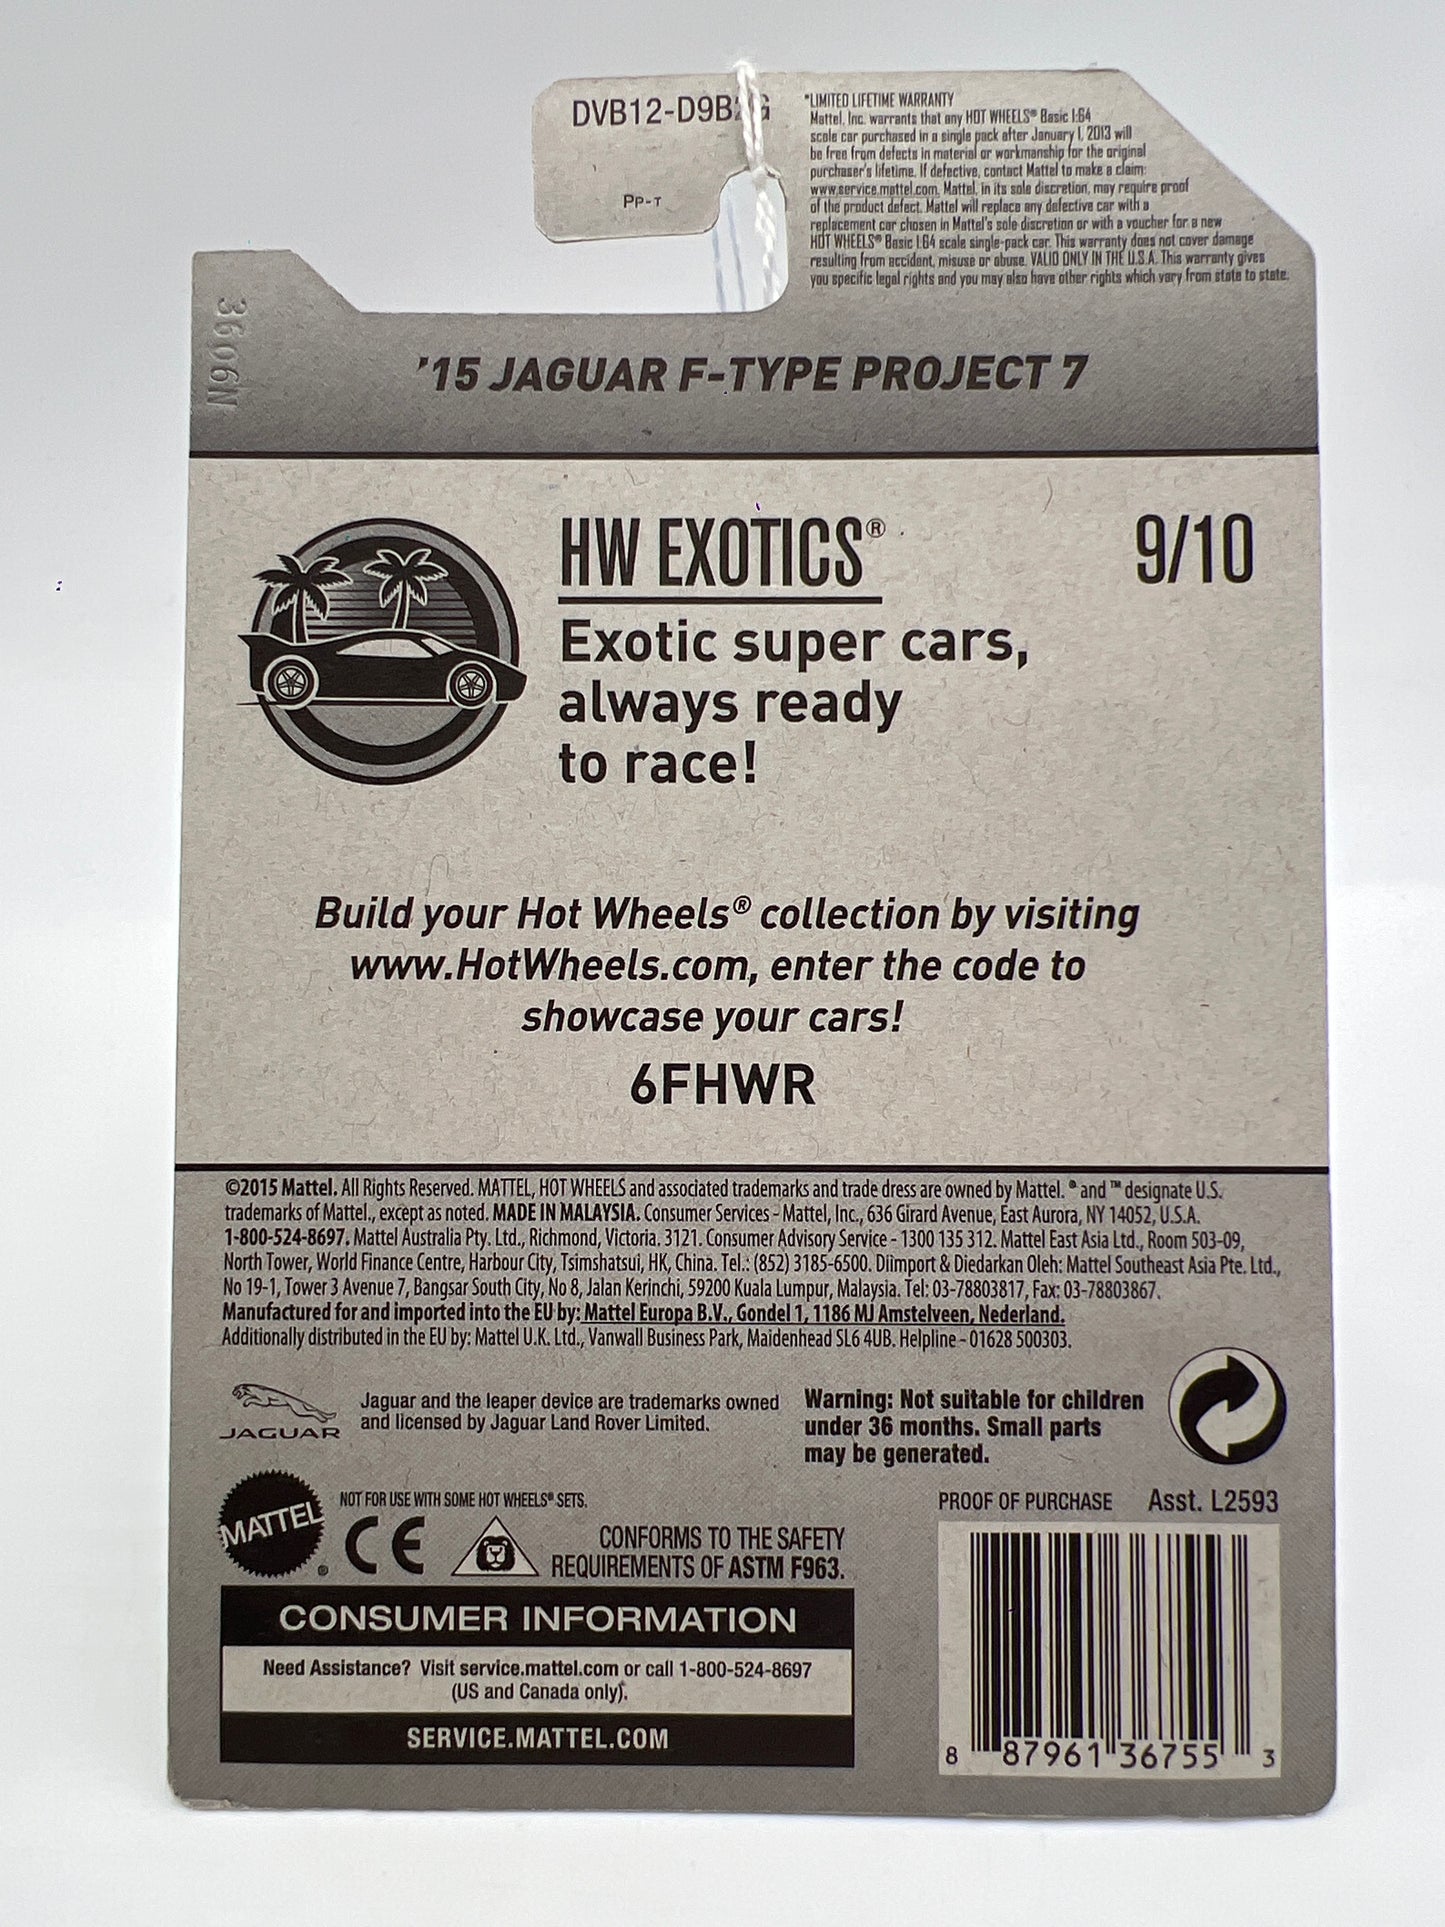 DVB12-D9B
Pp-T
*LIMITED LIFETIME WARRANTY
Mattel, Inc. warrants that any HOT WHEELS® Basic 1:64
scale car purchased in a single pack after January 1, 2013 will
be free from defects in material or workmanship for the original
purchaser's lifetime. If defective, contact Mattel to make a claim:
www.service.mattel.com. Mattel, in its sole discretion, may require proof
of the product defect. Mattel will replace any defective car with a
replacement car chosen in Mattel's sole discretion or with a voucher for a new
HOT WHEELS® Basic 1:64 scale single-pack car. This warranty does not cover damage
resulting from accident, misuse or abuse. VALID ONLY IN THE U.S.A. This warranty gives
you specific legal rights and you may also have other rights which vary from state to state.
3606N
'15 JAGUAR F-TYPE PROJECT 7
HW EXOTICS®
9/10
Exotic super cars,
always ready
to race!
Build your Hot Wheels® collection by visiting
www.HotWheels.com, enter the code to
showcase your cars!
6FHWR
©2015 Mattel. All Rights Reserved. MATTEL, HOT WHEELS and associated trademarks and trade dress are owned by Mattel. ® and ™ designate U.S.
trademarks of Mattel., except as noted. MADE IN MALAYSIA. Consumer Services - Mattel, Inc., 636 Girard Avenue, East Aurora, NY 14052, U.S.A.
1-800-524-8697. Mattel Australia Pty. Ltd., Richmond, Victoria. 3121. Consumer Advisory Service - 1300 135 312. Mattel East Asia Ltd., Room 503-09,
North Tower, World Finance Centre, Harbour City, Tsimshatsui, HK, China. Tel.: (852) 3185-6500. Diimport & Diedarkan Oleh: Mattel Southeast Asia Pte. Ltd.,
No 19-1, Tower 3 Avenue 7, Bangsar South City, No 8, Jalan Kerinchi, 59200 Kuala Lumpur, Malaysia. Tel: 03-78803817, Fax: 03-78803867.
Manufactured for and imported into the EU by: Mattel Europa B.V., Gondel 1, 1186 MJ Amstelveen, Nederland.
Additionally distributed in the EU by: Mattel U.K. Ltd., Vanwall Business Park, Maidenhead SL6 4UB. Helpline - 01628 500303.
JAGUAR
Jaguar and the leaper device are trademarks owned
and licensed by Jaguar Land Rover Limited.
Warning: Not suitable for children
under 36 months. Small parts
may be generated.
MATTEL®
NOT FOR USE WITH SOME HOT WHEELS® SETS.
CE
CONFORMS TO THE SAFETY
REQUIREMENTS OF ASTM F963.
PROOF OF PURCHASE Asst. L2593
CONSUMER INFORMATION
Need Assistance? Visit service.mattel.com or call 1-800-524-8697
(US and Canada only).
SERVICE.MATTEL.COM
8 87961 36755 3